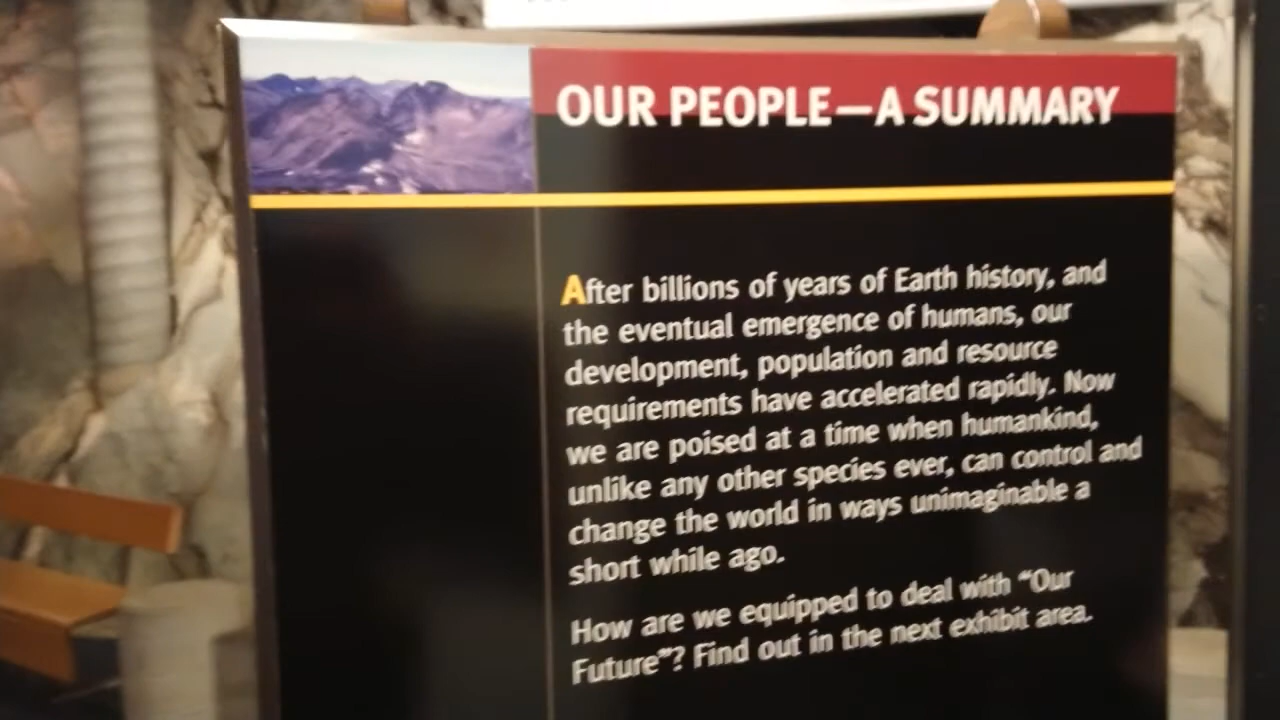 OUR PEOPLE—A SUMMARY
After billions of years of Earth history, and
the eventual emergence of humans, our
development, population and resource
requirements have accelerated rapidly. Now
we are poised at a time when humankind,
unlike any other species ever, can control and
change the world in ways unimaginable a
short while ago.
How are we equipped to deal with “Our
Future”? Find out in the next exhibit area.